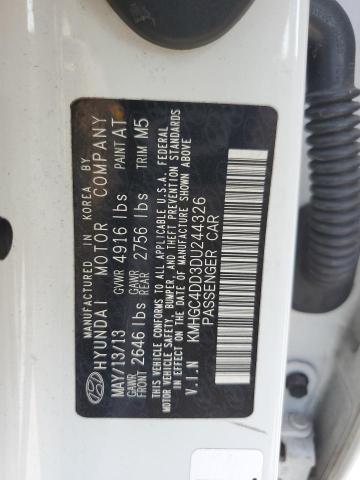 MANUFACTURED IN KOREA BY
HYUNDAI MOTOR COMPANY
MAY/13/13 GVWR 4916 lbs PAINT AT
GAWR FRONT 2646 lbs GAWR REAR 2756 lbs TRIM M5
THIS VEHICLE CONFORMS TO ALL APPLICABLE U.S.A. FEDERAL
MOTOR VEHICLE SAFETY, BUMPER, AND THEFT PREVENTION
STANDARDS IN EFFECT ON THE DATE OF MANUFACTURE SHOWN ABOVE
V.I.N KMHGC4DD3DU244326
PASSENGER CAR